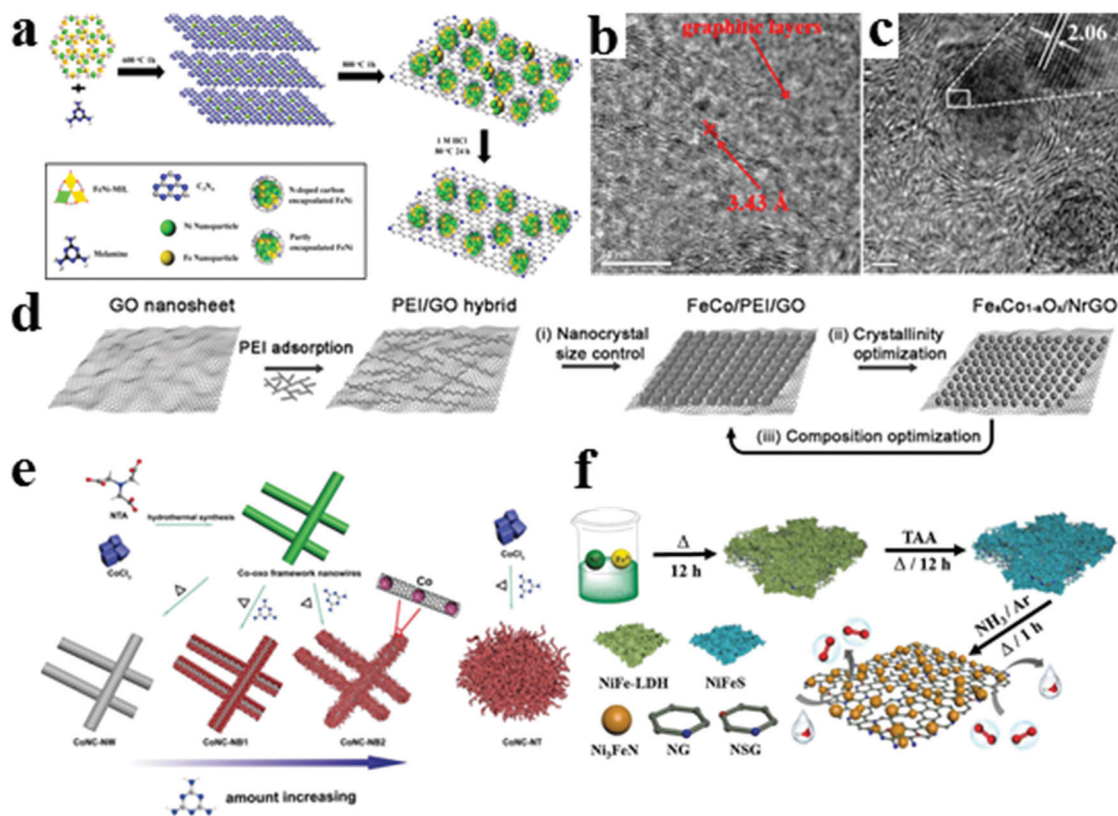 a
600 °C 1h
800 °C 1h
1 M HCl
80 °C 24 h
FeNi-MIL
C3N4
N-doped carbon
encapsulated FeNi
Ni Nanoparticle
Partly
encapsulated FeNi
Melamine
Fe Nanoparticle
b
graphitic layers
3.43 Å
c
2.06
d
GO nanosheet
PEI adsorption
PEI/GO hybrid
(i) Nanocrystal
size control
FeCo/PEI/GO
(ii) Crystallinity
optimization
FeaCo1-aOx/NrGO
(iii) Composition optimization
e
NTA
hydrothermal synthesis
CoCl2
Co-oxo framework nanowires
Co
CoCl2
CoNC-NW
CoNC-NB1
CoNC-NB2
CoNC-NT
amount increasing
f
Δ
12 h
TAA
Δ / 12 h
NH3 / Ar
Δ / 1 h
NiFe-LDH
NiFeS
Ni3FeN
NG
NSG